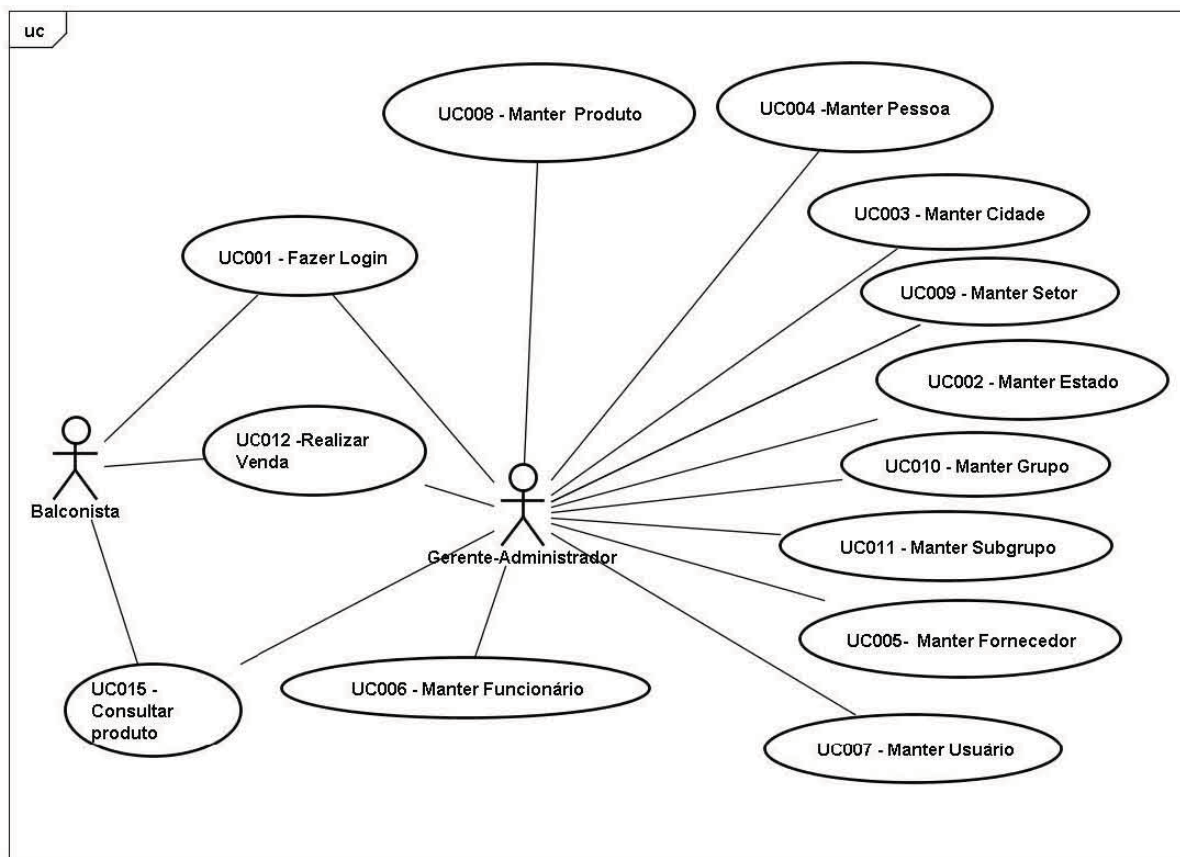 uc
UC008 - Manter Produto
UC004 -Manter Pessoa
UC003 - Manter Cidade
UC001 - Fazer Login
UC009 - Manter Setor
UC002 - Manter Estado
UC012 -Realizar
Venda
UC010 - Manter Grupo
Balconista
Gerente-Administrador
UC011 - Manter Subgrupo
UC005- Manter Fornecedor
UC015 -
Consultar
produto
UC006 - Manter Funcionário
UC007 - Manter Usuário